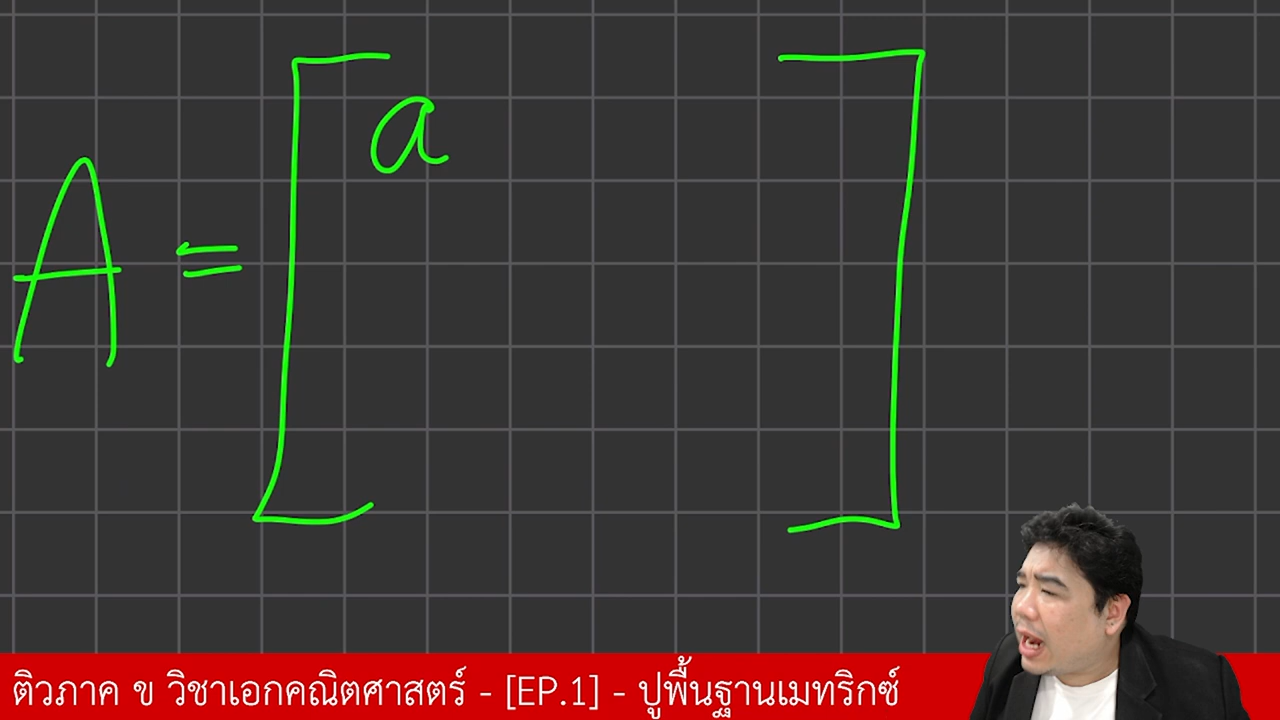 A = [ a ]
ติวภาค ข วิชาเอกคณิตศาสตร์ - [EP.1] - ปูพื้นฐานเมทริกซ์